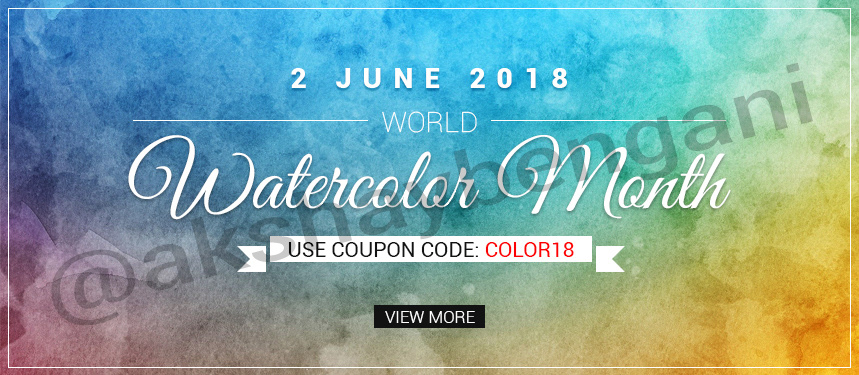 2 JUNE 2018
WORLD
Watercolor Month
USE COUPON CODE: COLOR18
VIEW MORE
@akshaybengani